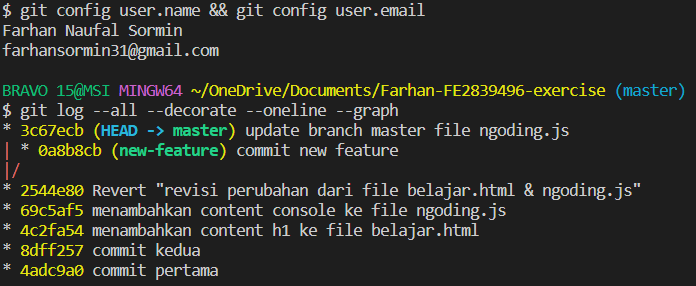 $ git config user.name && git config user.email
Farhan Naufal Sormin
farhansormin31@gmail.com
BRAVO 15@MSI MINGW64 ~/OneDrive/Documents/Farhan-FE2839496-exercise (master)
$ git log --all --decorate --oneline --graph
* 3c67ecb (HEAD -> master) update branch master file ngoding.js
| * 0a8b8cb (new-feature) commit new feature
|/
* 2544e80 Revert "revisi perubahan dari file belajar.html & ngoding.js"
* 69c5af5 menambahkan content console ke file ngoding.js
* 4c2fa54 menambahkan content h1 ke file belajar.html
* 8dff257 commit kedua
* 4adc9a0 commit pertama